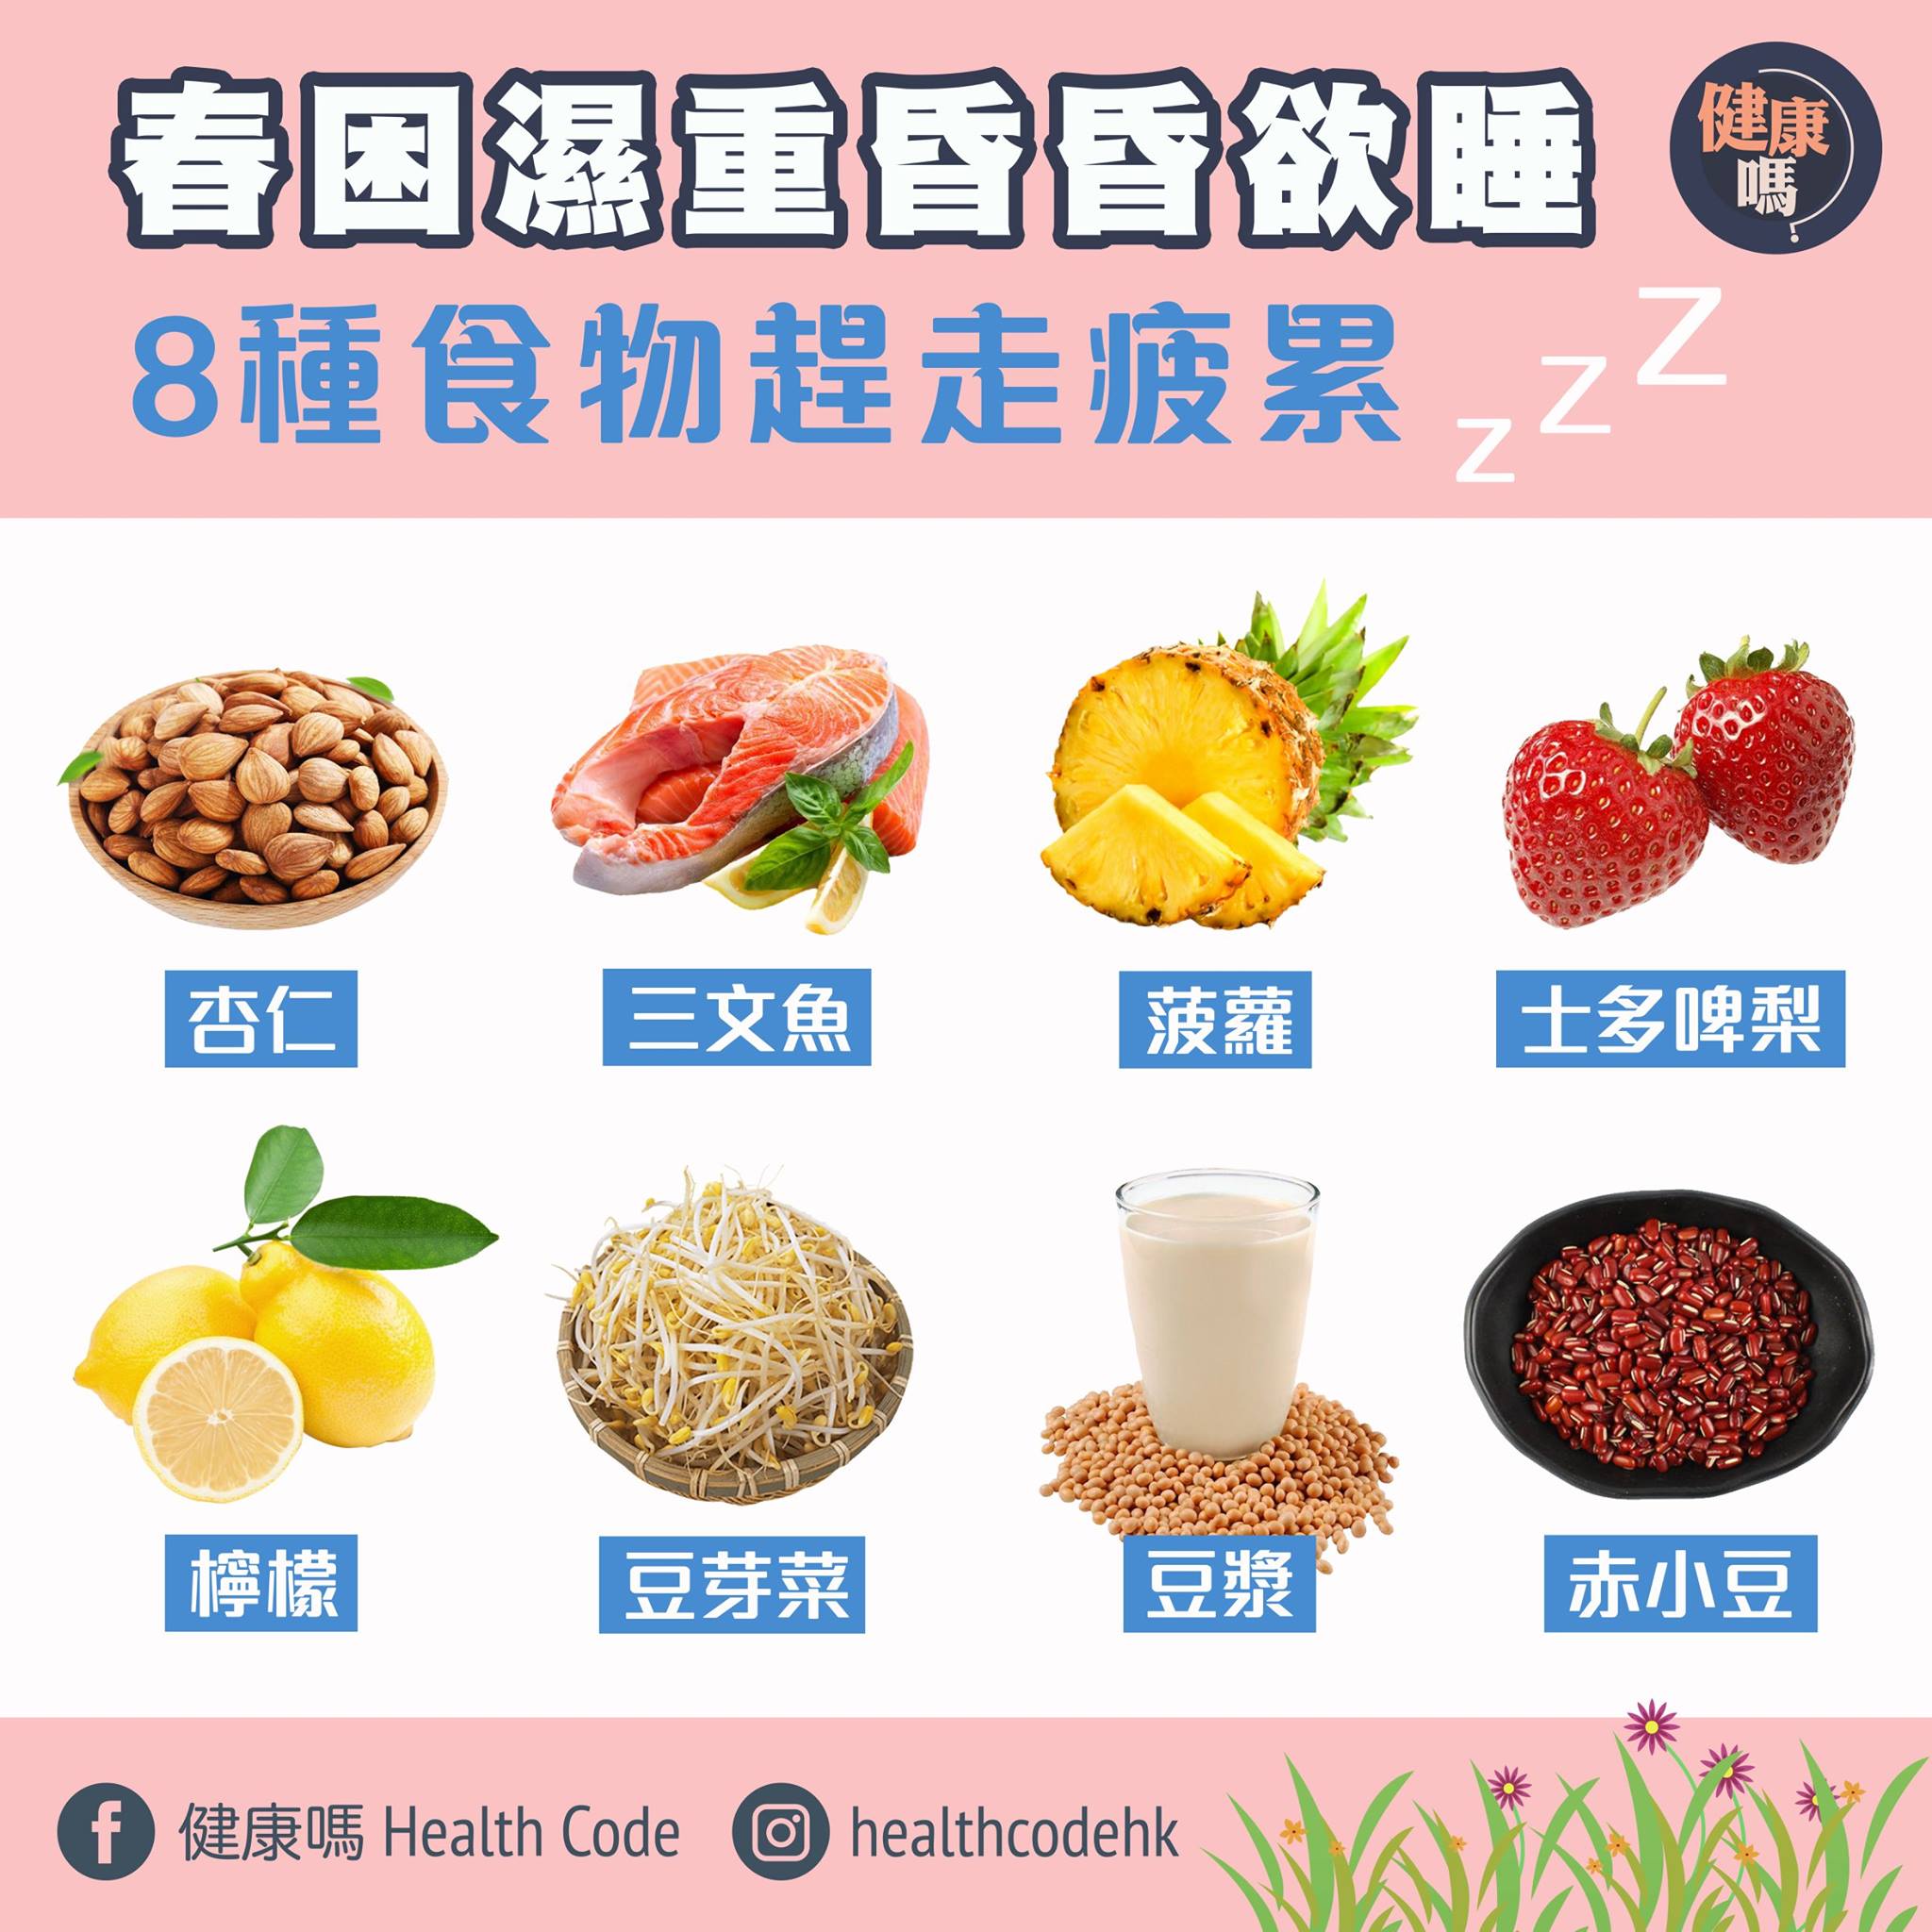 春困濕重昏昏欲睡
健康
嗎?
8種食物趕走疲累
z z Z
杏仁
三文魚
菠蘿
士多啤梨
檸檬
豆芽菜
豆漿
赤小豆
健康嗎 Health Code
healthcodehk